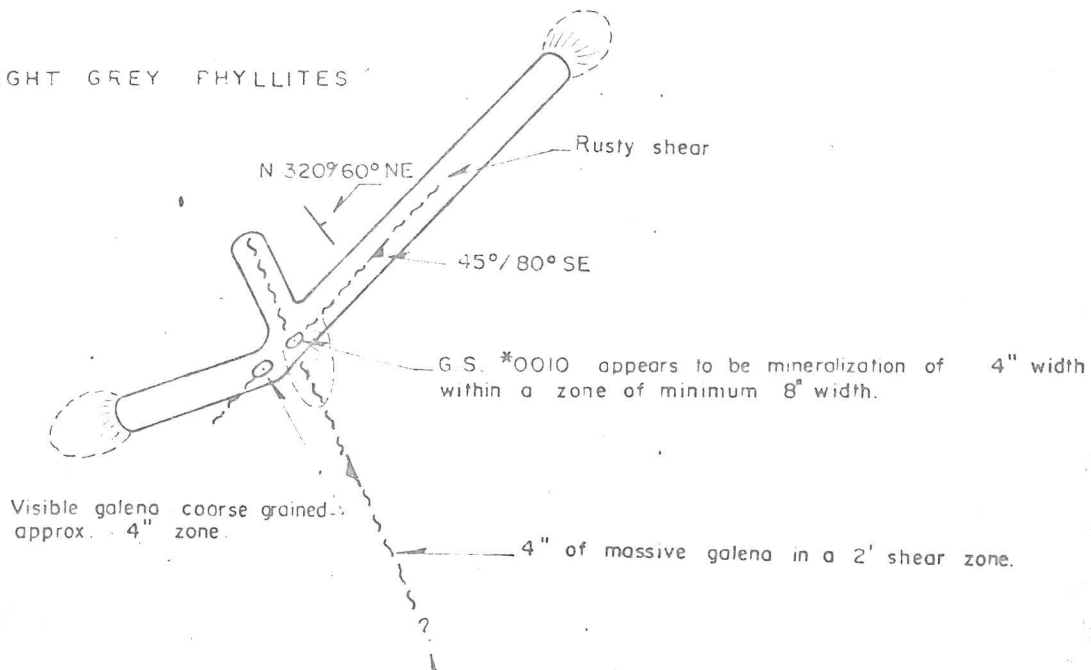 GHT GREY PHYLLITES
Rusty shear
N 320°/60° NE
45°/80° SE
G.S. #0010 appears to be mineralization of 4" width
within a zone of minimum 8" width.
Visible galena coarse grained
approx. 4" zone.
4" of massive galena in a 2' shear zone.
?